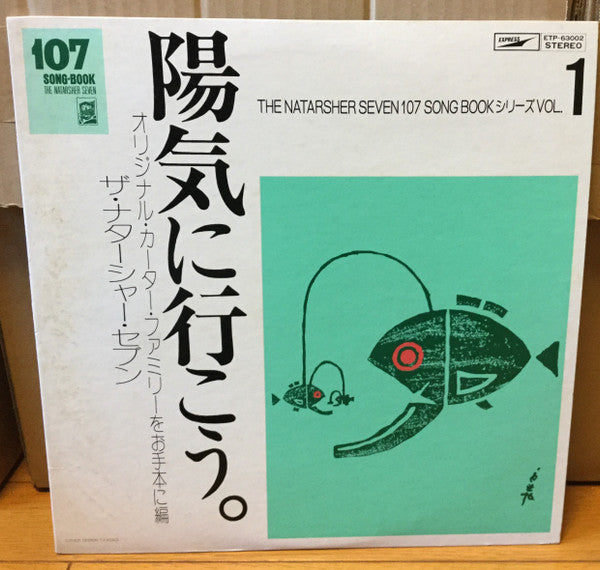 107
SONG-BOOK
THE NATARSHER SEVEN
EXPRESS
ETP-63002
STEREO
THE NATARSHER SEVEN 107 SONG BOOKシリーズVOL. 1
陽気に行こう。
オリジナル・カーター・ファミリーをお手本に編
ザ・ナターシャー・セブン